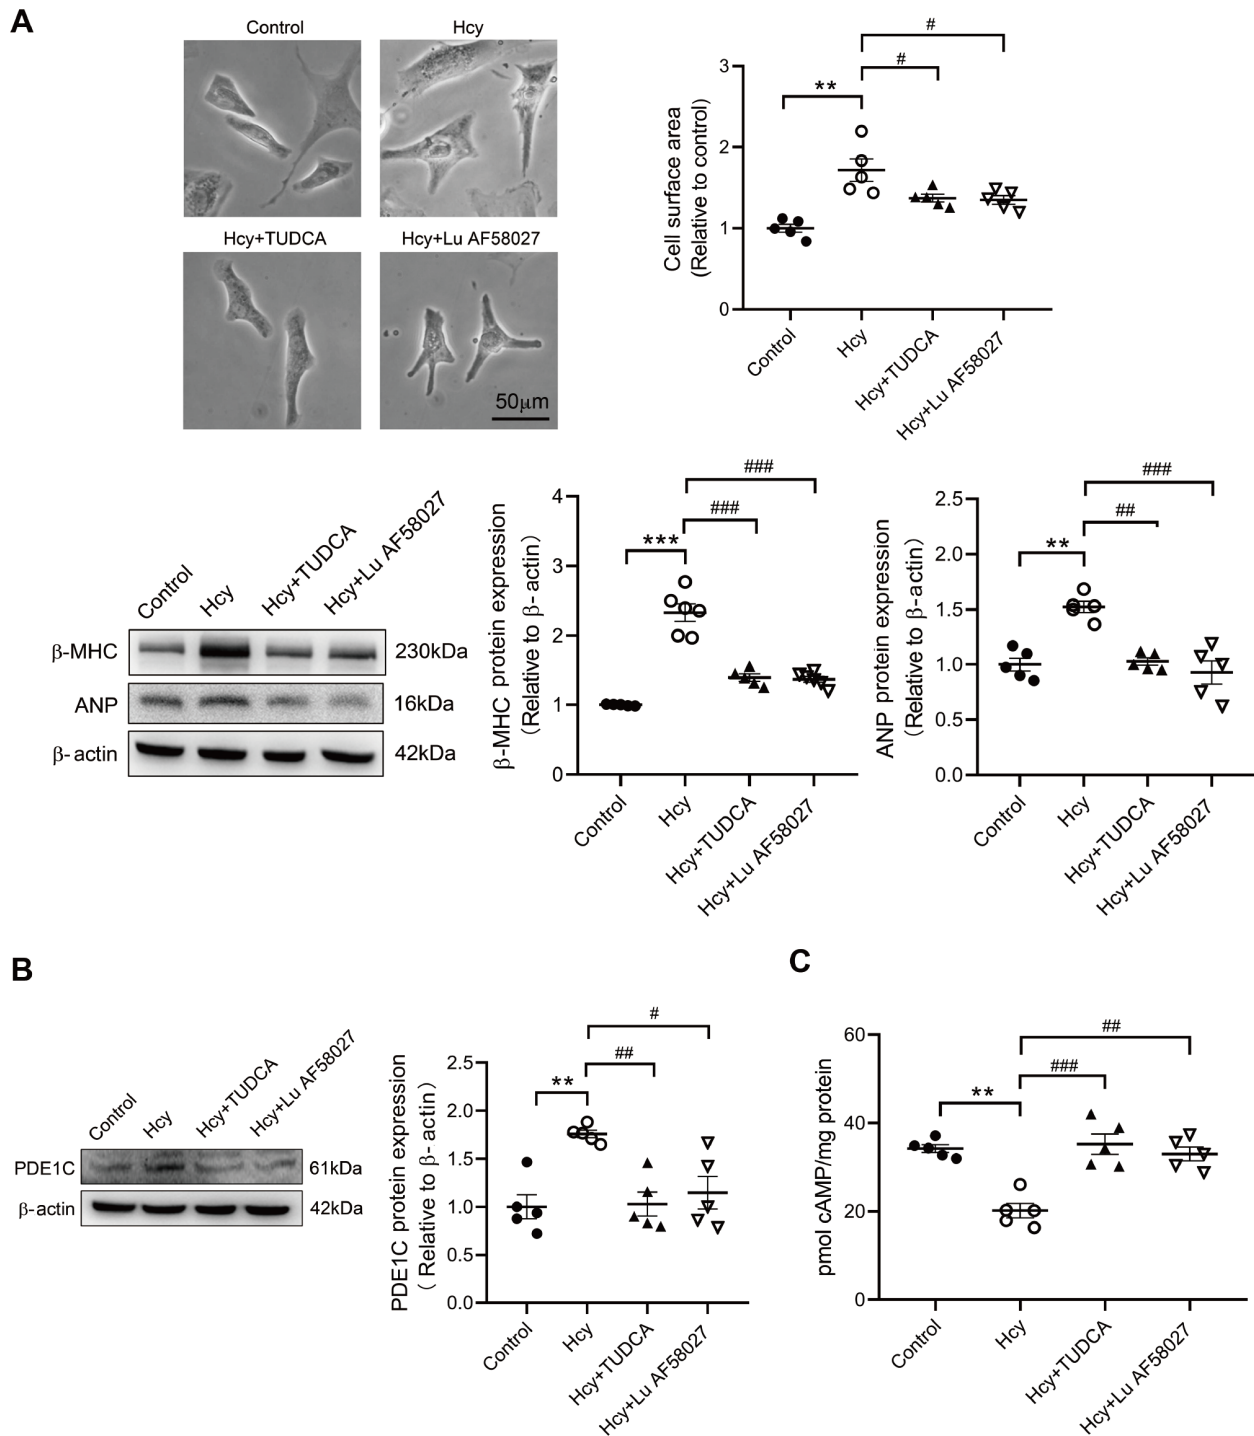 A
Control
Hcy
Hcy+TUDCA
Hcy+Lu AF58027
50μm
#
#
**
Cell surface area
(Relative to control)
3
2
1
0
Control
Hcy
Hcy+TUDCA
Hcy+Lu AF58027
Control
Hcy
Hcy+TUDCA
Hcy+Lu AF58027
β-MHC
230kDa
ANP
16kDa
β-actin
42kDa
###
###
***
β-MHC protein expression
(Relative to β-actin)
4
3
2
1
0
Control
Hcy
Hcy+TUDCA
Hcy+Lu AF58027
###
##
**
ANP protein expression
(Relative to β-actin)
2.5
2.0
1.5
1.0
0.5
0.0
Control
Hcy
Hcy+TUDCA
Hcy+Lu AF58027
B
Control
Hcy
Hcy+TUDCA
Hcy+Lu AF58027
PDE1C
61kDa
β-actin
42kDa
#
##
**
PDE1C protein expression
( Relative to β-actin)
2.5
2.0
1.5
1.0
0.5
0.0
Control
Hcy
Hcy+TUDCA
Hcy+Lu AF58027
C
##
###
**
pmol cAMP/mg protein
60
40
20
0
Control
Hcy
Hcy+TUDCA
Hcy+Lu AF58027